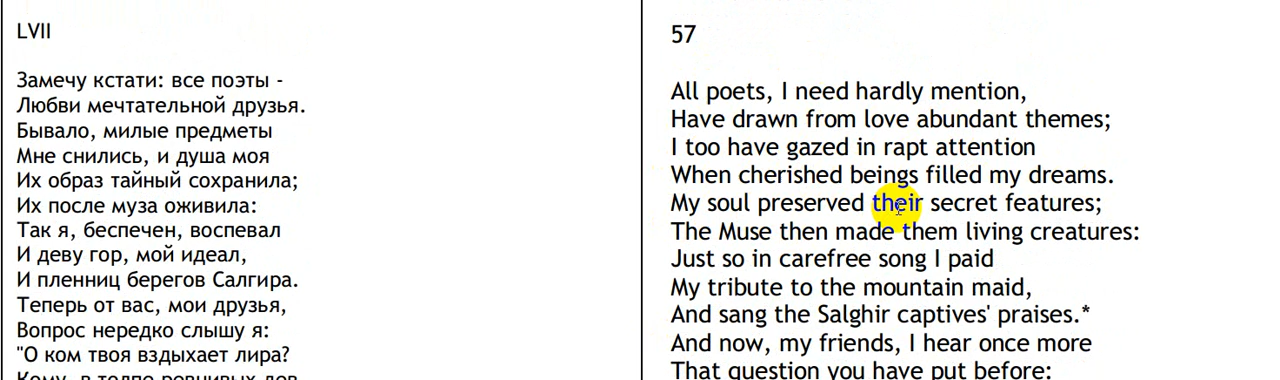 LVII
Замечу кстати: все поэты -
Любви мечтательной друзья.
Бывало, милые предметы
Мне снились, и душа моя
Их образ тайный сохранила;
Их после муза оживила:
Так я, беспечен, воспевал
И деву гор, мой идеал,
И пленниц берегов Салгира.
Теперь от вас, мои друзья,
Вопрос нередко слышу я:
"О ком твоя вздыхает лира?
Кому, в толпе ревнивых дев
57
All poets, I need hardly mention,
Have drawn from love abundant themes;
I too have gazed in rapt attention
When cherished beings filled my dreams.
My soul preserved their secret features;
The Muse then made them living creatures:
Just so in carefree song I paid
My tribute to the mountain maid,
And sang the Salghir captives' praises.*
And now, my friends, I hear once more
That question you have put before: